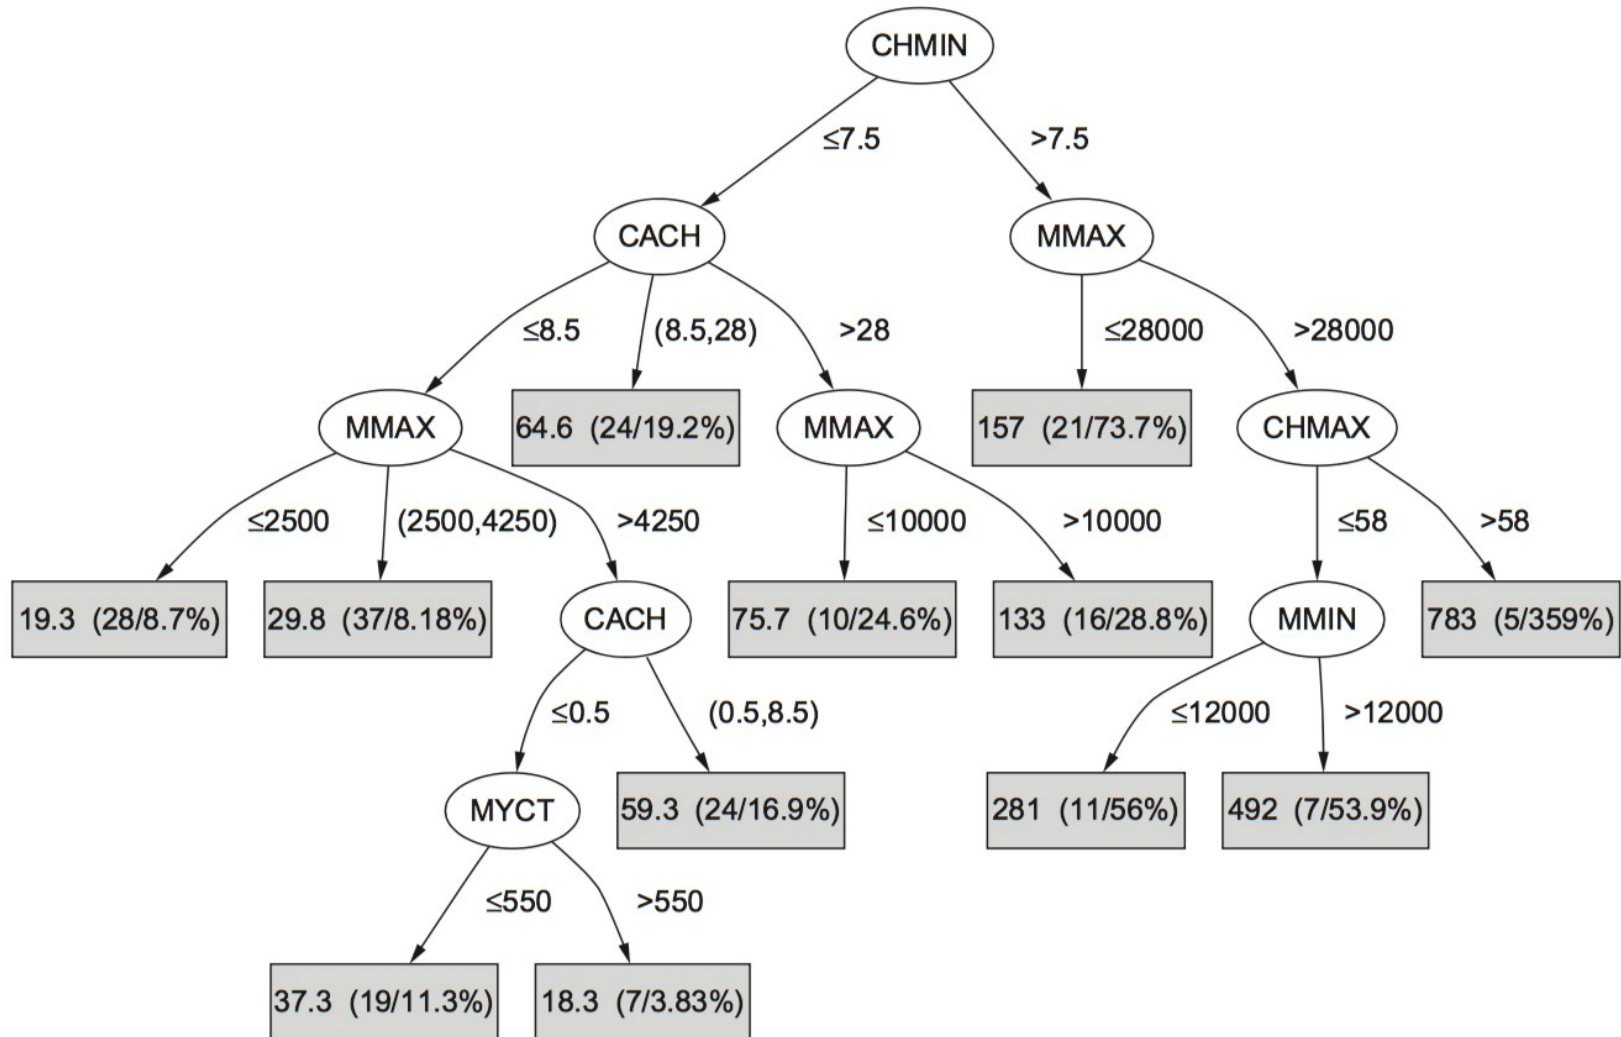 CHMIN
≤7.5 >7.5
CACH MMAX
≤8.5 (8.5,28) >28 ≤28000 >28000
MMAX 64.6 (24/19.2%) MMAX 157 (21/73.7%) CHMAX
≤2500 (2500,4250) >4250 ≤10000 >10000 ≤58 >58
19.3 (28/8.7%) 29.8 (37/8.18%) CACH 75.7 (10/24.6%) 133 (16/28.8%) MMIN 783 (5/359%)
≤0.5 (0.5,8.5) ≤12000 >12000
MYCT 59.3 (24/16.9%) 281 (11/56%) 492 (7/53.9%)
≤550 >550
37.3 (19/11.3%) 18.3 (7/3.83%)